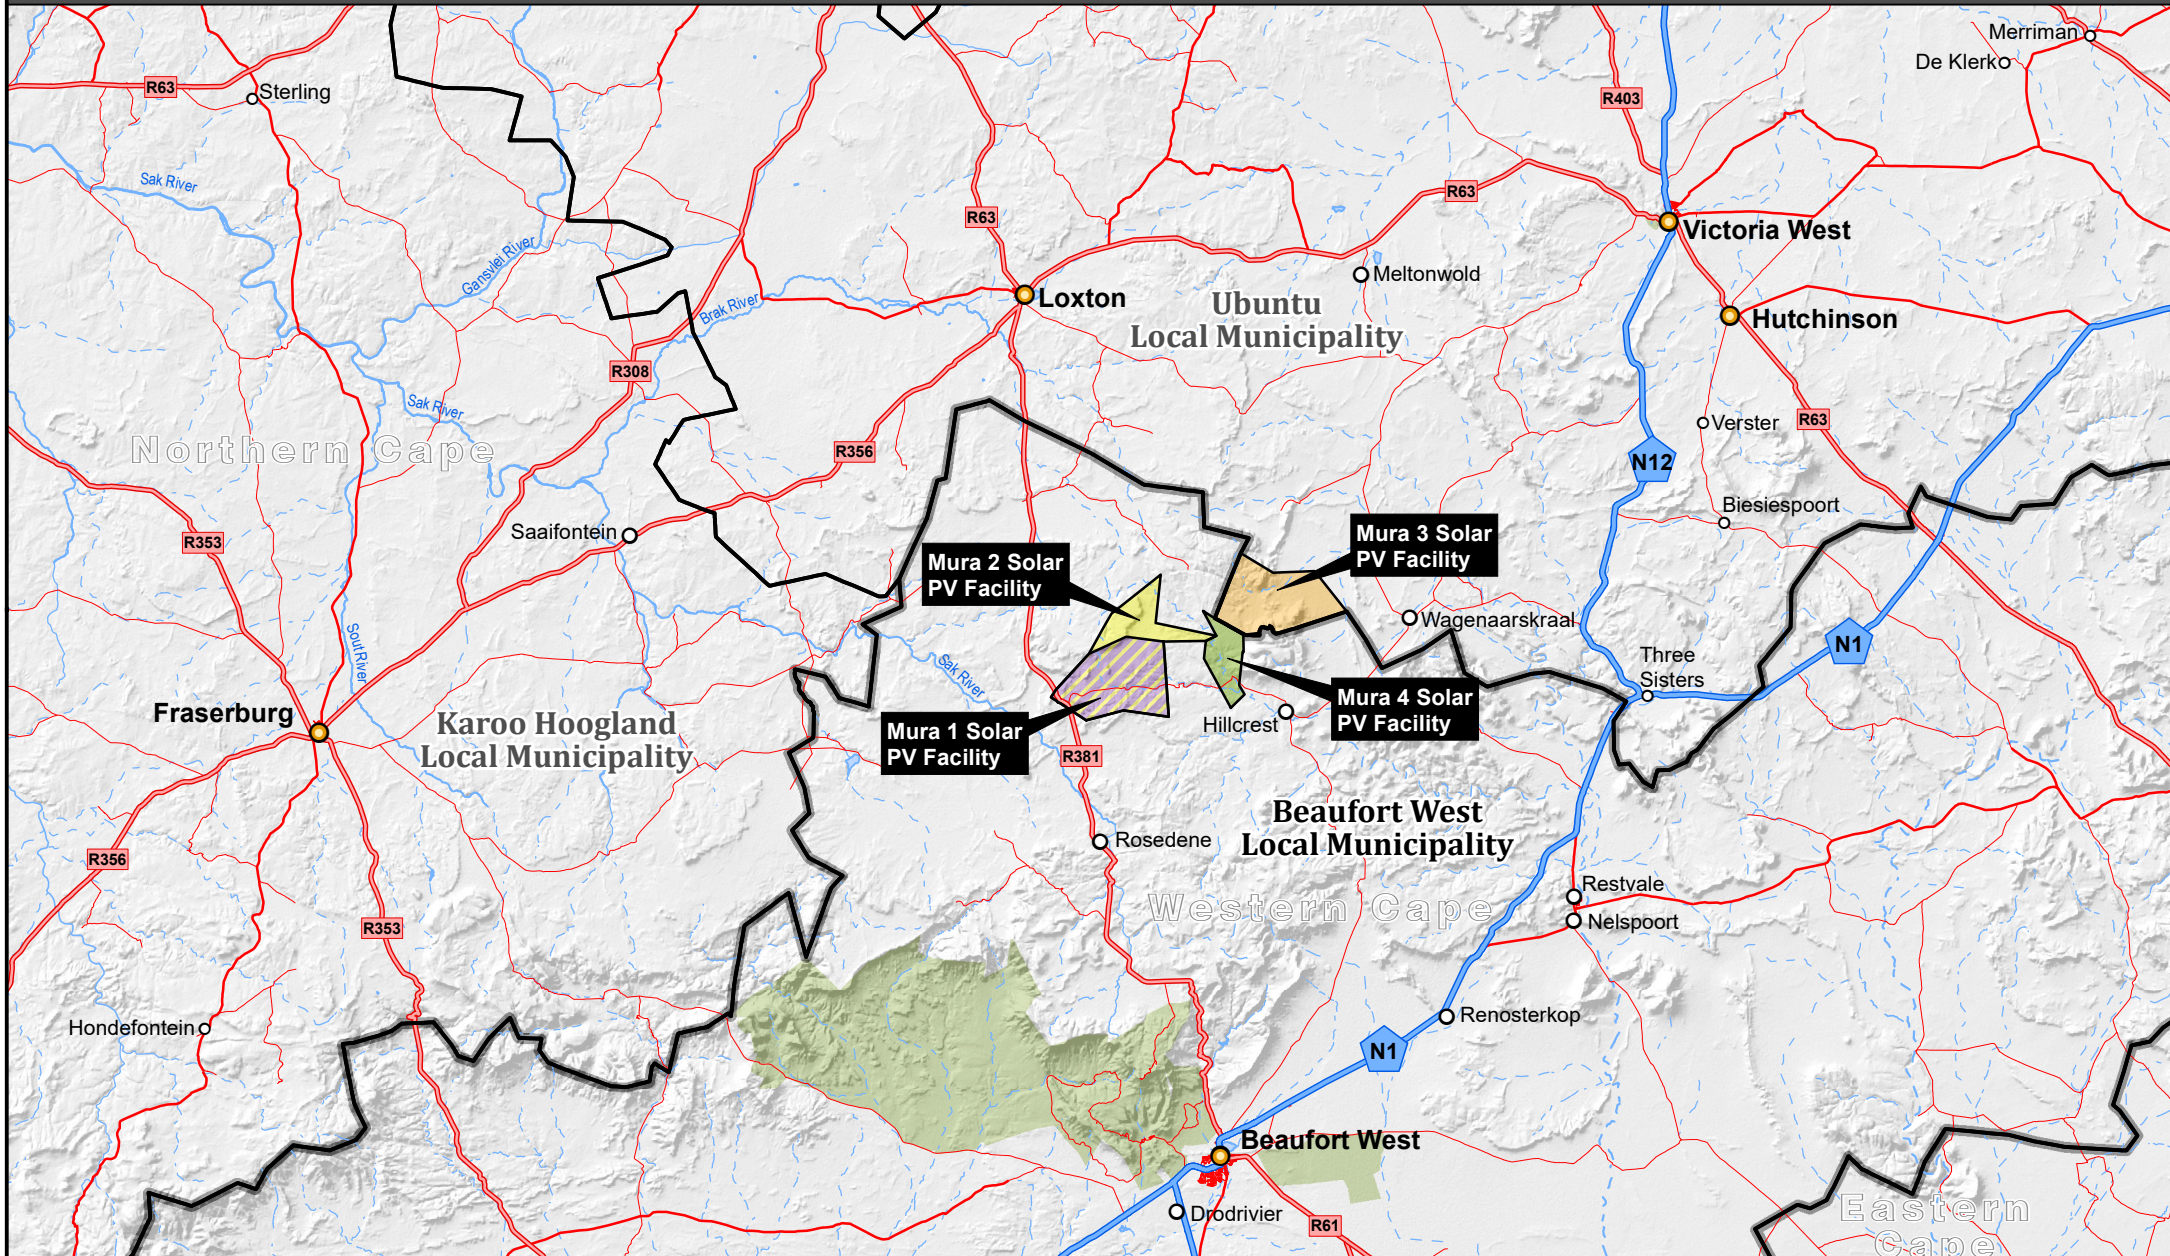 Merriman
De Klerk
R63
Sterling
R403
Sak River
R63
R63
Victoria West
Gansvlei River
Meltonwold
Loxton
Ubuntu
Local Municipality
Brak River
Hutchinson
R308
Sak River
Northern Cape
R356
Verster
R63
N12
Biesiespoort
Saaifontein
R353
Mura 3 Solar
PV Facility
Mura 2 Solar
PV Facility
Wagenaarskraal
Sout River
Sak River
Three
Sisters
N1
Mura 4 Solar
PV Facility
Fraserburg
Karoo Hoogland
Local Municipality
Hillcrest
Mura 1 Solar
PV Facility
R381
Beaufort West
Local Municipality
Rosedene
R356
Restvale
Western Cape
Nelspoort
R353
Renosterkop
Hondefontein
N1
Beaufort West
Drodrivier
R61
Eastern
Cape